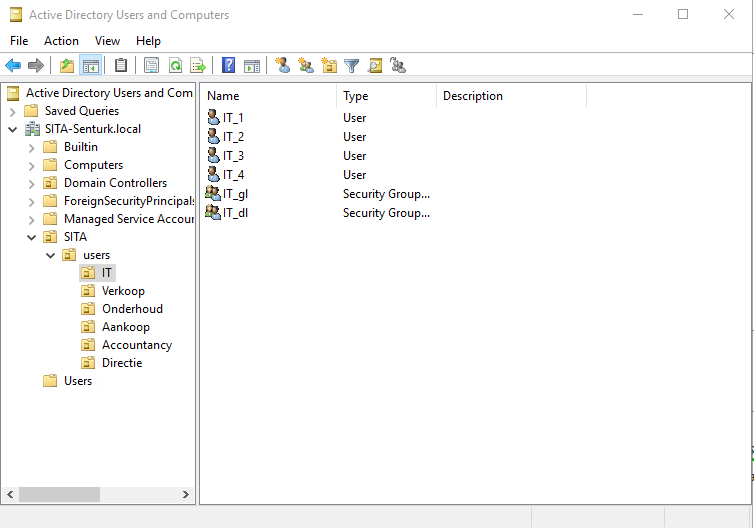 Active Directory Users and Computers
File Action View Help
Active Directory Users and Com
Saved Queries
SITA-Senturk.local
Builtin
Computers
Domain Controllers
ForeignSecurityPrincipals
Managed Service Accour
SITA
users
IT
Verkoop
Onderhoud
Aankoop
Accountancy
Directie
Users
Name Type Description
IT_1 User
IT_2 User
IT_3 User
IT_4 User
IT_gl Security Group...
IT_dl Security Group...